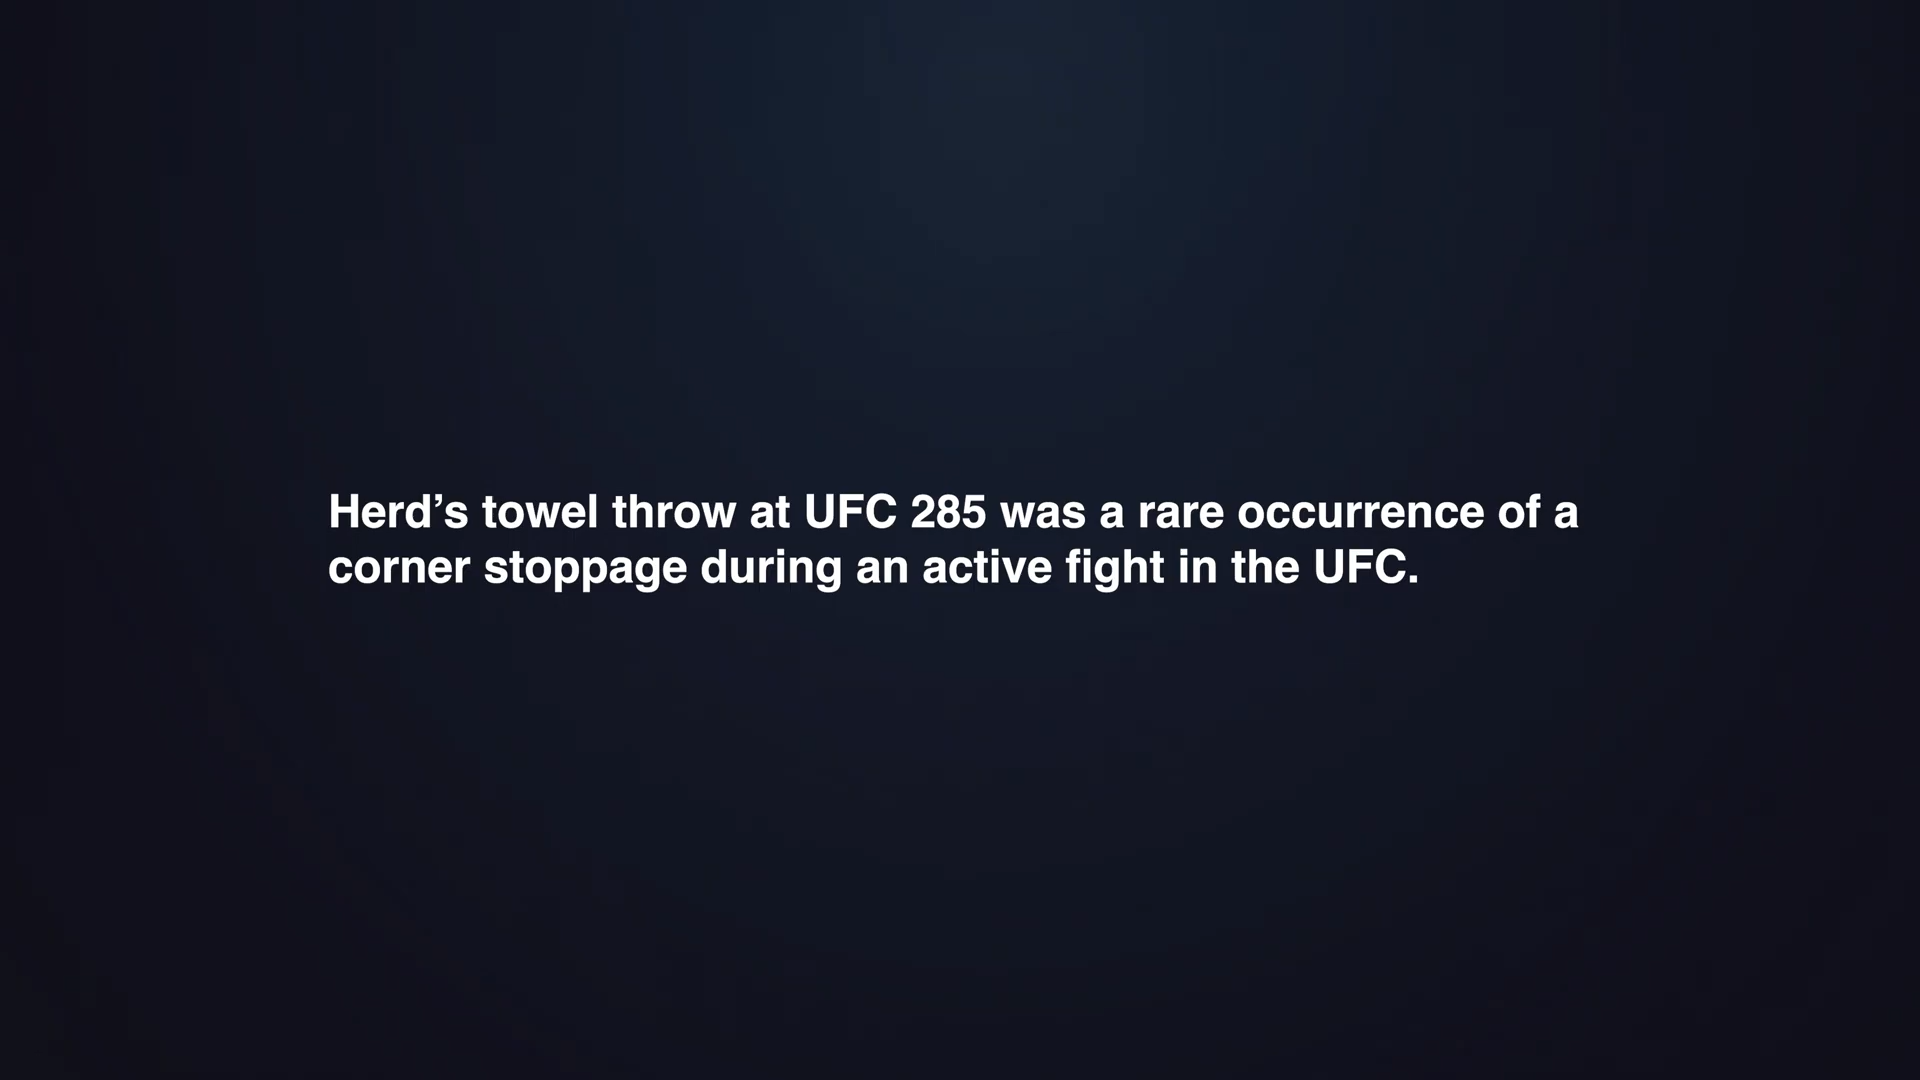 Herd’s towel throw at UFC 285 was a rare occurrence of a
corner stoppage during an active fight in the UFC.